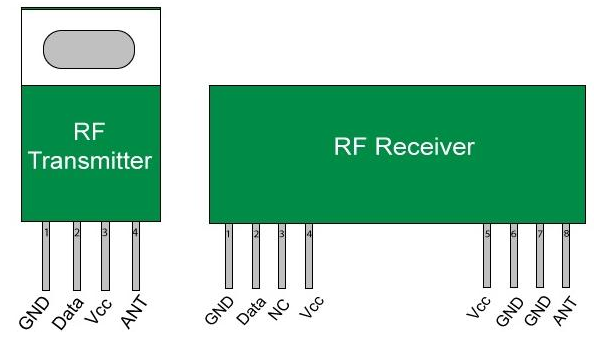 RF
Transmitter
RF Receiver
1 2 3 4
1 2 3 4 5 6 7 8
GND Data Vcc ANT
GND Data NC Vcc Vcc GND GND ANT